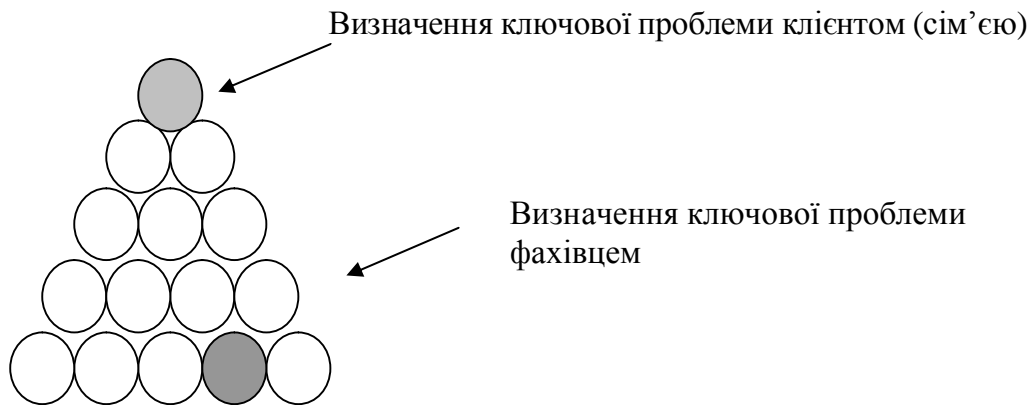 Визначення ключової проблеми клієнтом (сім’єю)
Визначення ключової проблеми
фахівцем